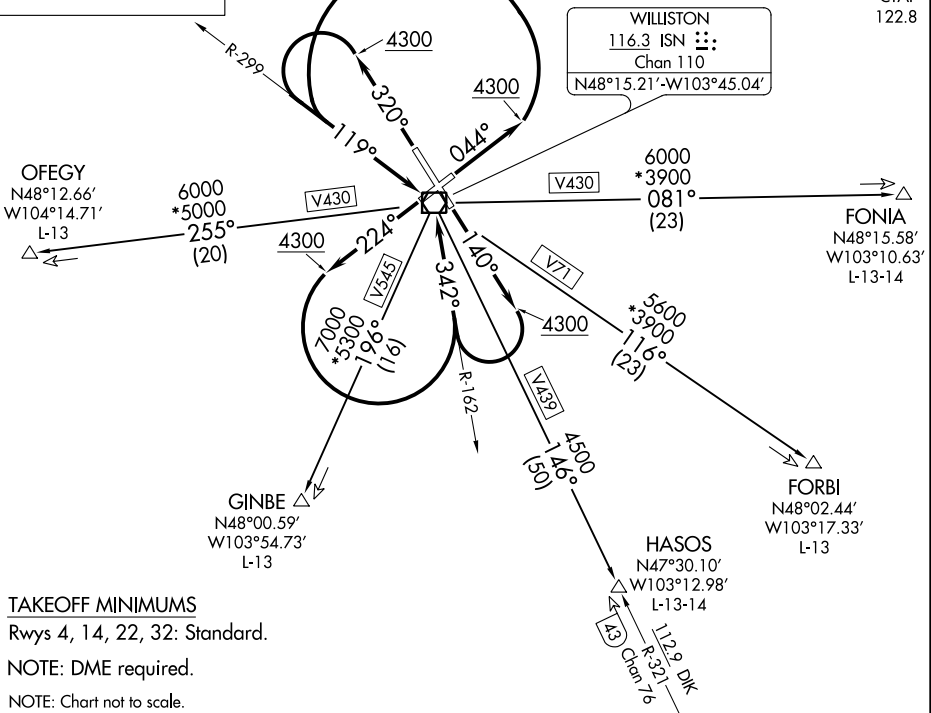 122.8
WILLISTON
116.3 ISN
Chan 110
N48°15.21'-W103°45.04'
4300
R-299
320°
4300
119°
044°
OFEGY
N48°12.66'
W104°14.71'
L-13
6000
*5000
255°
(20)
V430
V430
6000
*3900
081°
(23)
FONIA
N48°15.58'
W103°10.63'
L-13-14
4300
224°
V545
7000
*5300
196°
(16)
342°
140°
4300
V71
5600
*3900
116°
(23)
R-162
V439
4500
146°
(50)
GINBE
N48°00.59'
W103°54.73'
L-13
FORBI
N48°02.44'
W103°17.33'
L-13
HASOS
N47°30.10'
W103°12.98'
L-13-14
43
112.9 DIK
R-321
Chan 76
TAKEOFF MINIMUMS
Rwys 4, 14, 22, 32: Standard.
NOTE: DME required.
NOTE: Chart not to scale.